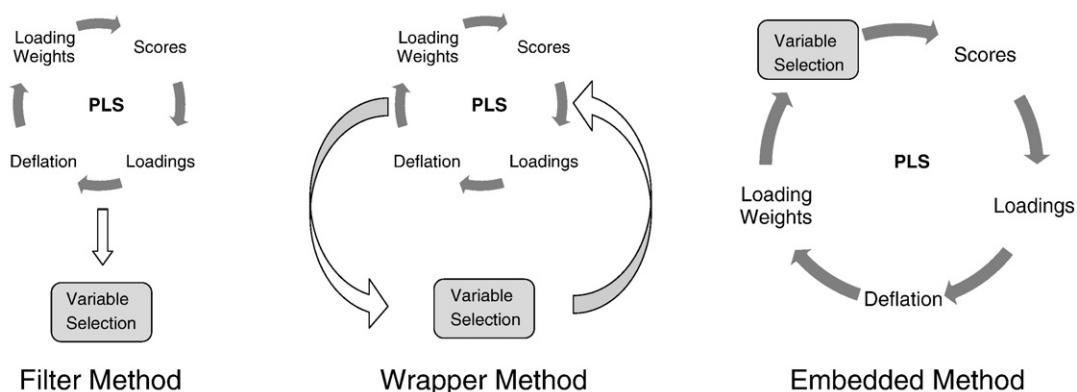 Loading
Weights
Scores
PLS
Deflation
Loadings
Variable
Selection
Filter Method
Loading
Weights
Scores
PLS
Deflation
Loadings
Variable
Selection
Wrapper Method
Variable
Selection
Scores
PLS
Loading
Weights
Loadings
Deflation
Embedded Method